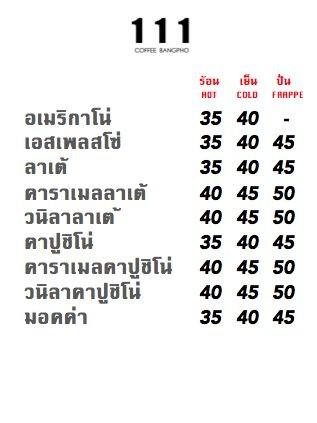 111
COFFEE BANGPHO
ร้อน เย็น ปั่น
HOT COLD FRAPPE
อเมริกาโน่ 35 40 -
เอสเพลสโซ่ 35 40 45
ลาเต้ 35 40 45
คาราเมลลาเต้ 40 45 50
วนิลาลาเต้ 40 45 50
คาปูชิโน่ 35 40 45
คาราเมลคาปูชิโน่ 40 45 50
วนิลาคาปูชิโน่ 40 45 50
มอคค่า 35 40 45